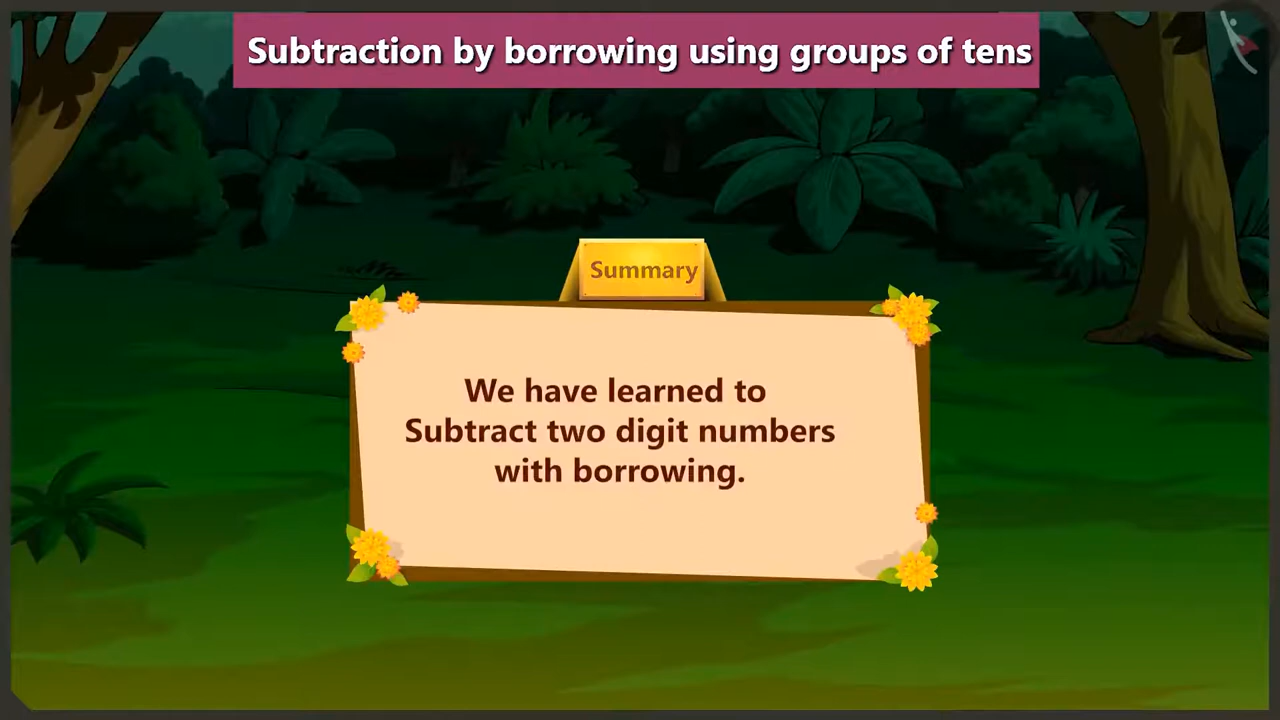 Subtraction by borrowing using groups of tens
Summary
We have learned to
Subtract two digit numbers
with borrowing.